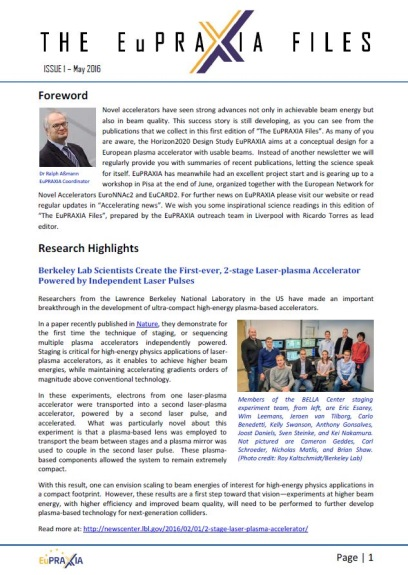 THE EuPRAXIA FILES
ISSUE 1 – May 2016
Foreword
Novel accelerators have seen strong advances not only in achievable beam energy but
also in beam quality. This success story is still developing, as you can see from the
publications that we collect in this first edition of "The EuPRAXIA Files". As many of you
are aware, the Horizon2020 Design Study EuPRAXIA aims at a conceptual design for a
European plasma accelerator with usable beams. Instead of another newsletter we will
regularly provide you with summaries of recent publications, letting the science speak
for itself. EuPRAXIA has meanwhile had an excellent project start and is gearing up to a
workshop in Pisa at the end of June, organized together with the European Network for
Dr Ralph Aßmann
EuPRAXIA Coordinator
Novel Accelerators EuroNNAc2 and EuCARD2. For further news on EuPRAXIA please visit our website or read
regular updates in "Accelerating news". We wish you some inspirational science readings in this edition of
"The EuPRAXIA Files", prepared by the EuPRAXIA outreach team in Liverpool with Ricardo Torres as lead
editor.
Research Highlights
Berkeley Lab Scientists Create the First-ever, 2-stage Laser-plasma Accelerator
Powered by Independent Laser Pulses
Researchers from the Lawrence Berkeley National Laboratory in the US have made an important
breakthrough in the development of ultra-compact high-energy plasma-based accelerators.
In a paper recently published in Nature, they demonstrate for
the first time the technique of staging, or sequencing
multiple plasma accelerators independently powered.
Staging is critical for high-energy physics applications of laser-
plasma accelerators, as it enables to achieve higher beam
energies, while maintaining accelerating gradients orders of
magnitude above conventional technology.
In these experiments, electrons from one laser-plasma
accelerator were transported into a second laser-plasma
accelerator, powered by a second laser pulse, and
accelerated. What was particularly novel about this
experiment is that a plasma-based lens was employed to
transport the beam between stages and a plasma mirror was
used to couple in the second laser pulse. These plasma-
based components allowed the system to remain extremely
compact.
Members of the BELLA Center staging
experiment team, from left, are Eric Esarey,
Wim Leemans, Jeroen van Tilborg, Carlo
Benedetti, Kelly Swanson, Anthony Gonsalves,
Joost Daniels, Sven Steinke, and Kei Nakamura.
Not pictured are Cameron Geddes, Carl
Schroeder, Nicholas Matlis, and Brian Shaw.
(Photo credit: Roy Kaltschmidt/Berkeley Lab)
With this result, one can envision scaling to beam energies of interest for high-energy physics applications in
a compact footprint. However, these results are a first step toward that vision—experiments at higher beam
energy, with higher efficiency and improved beam quality, will need to be performed to further develop
plasma-based technology for next-generation colliders.
Read more at: http://newscenter.lbl.gov/2016/02/01/2-stage-laser-plasma-accelerator/
EuPRAXIA
Page | 1